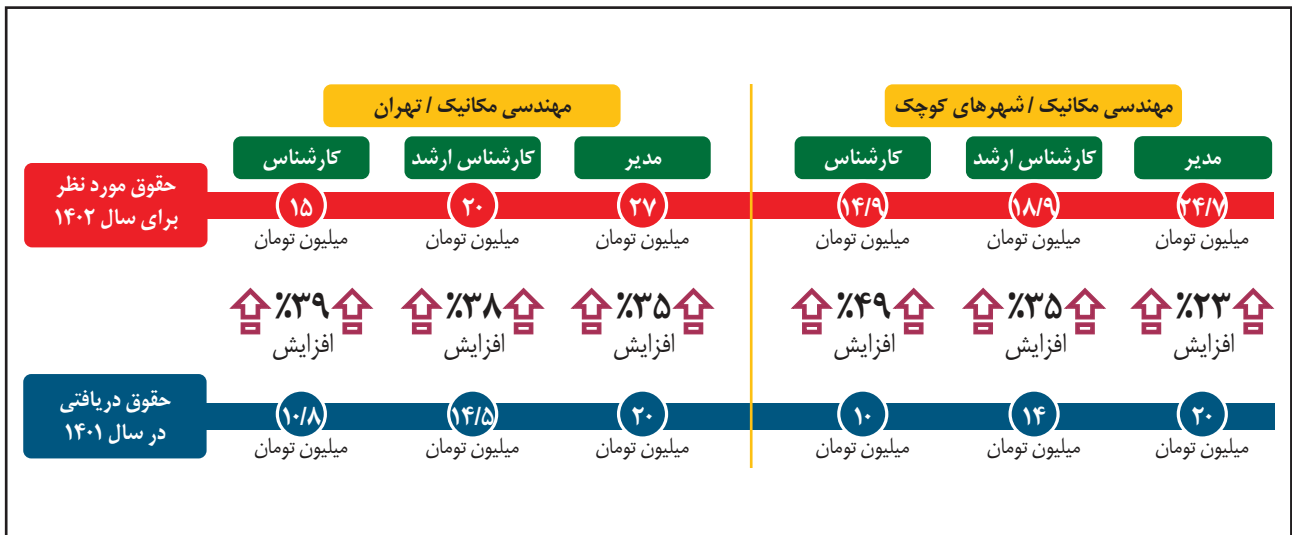 مهندسی مکانیک / شهرهای کوچک
مهندسی مکانیک / تهران
مدیر
کارشناس ارشد
کارشناس
مدیر
کارشناس ارشد
کارشناس
حقوق مورد نظر
برای سال ۱۴۰۲
۲۴/۷
۱۸/۹
۱۴/۹
۲۷
۲۰
۱۵
میلیون تومان
میلیون تومان
میلیون تومان
میلیون تومان
میلیون تومان
میلیون تومان
٪۲۳
٪۳۵
٪۴۹
٪۳۵
٪۳۸
٪۳۹
افزایش
افزایش
افزایش
افزایش
افزایش
افزایش
حقوق دریافتی
در سال ۱۴۰۱
۲۰
۱۴
۱۰
۲۰
۱۴/۵
۱۰/۸
میلیون تومان
میلیون تومان
میلیون تومان
میلیون تومان
میلیون تومان
میلیون تومان